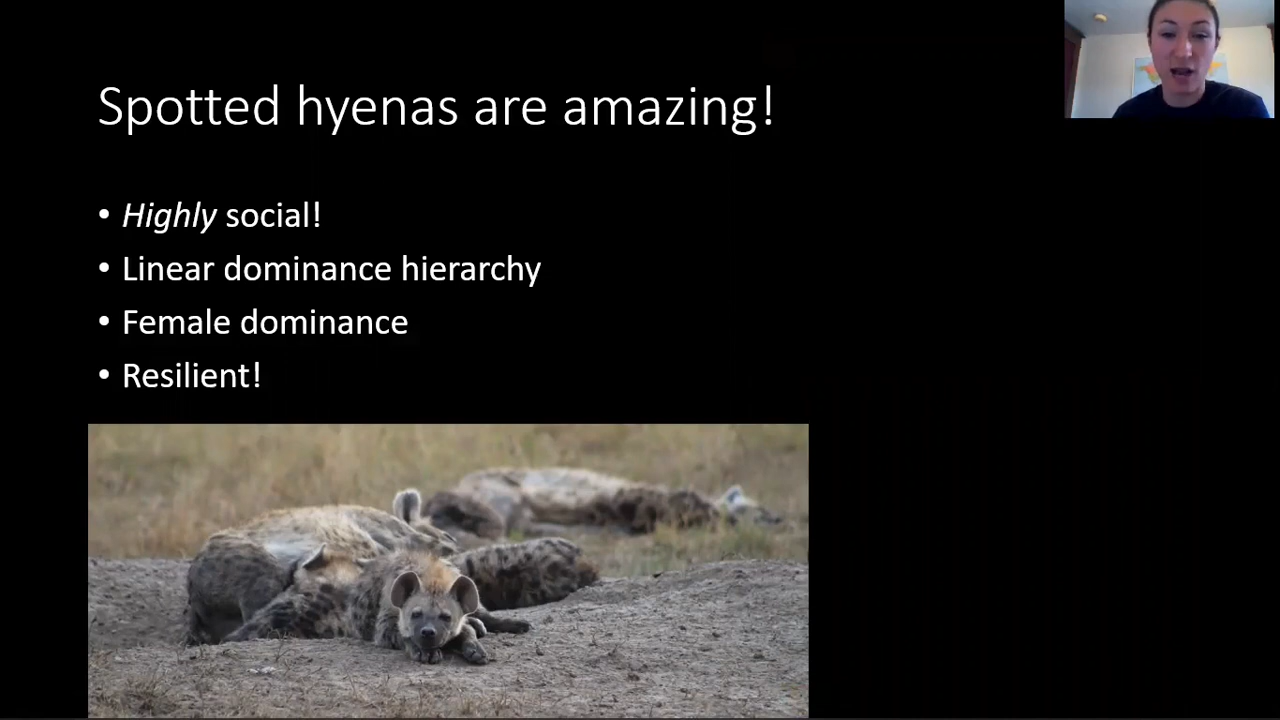 Spotted hyenas are amazing!
• Highly social!
• Linear dominance hierarchy
• Female dominance
• Resilient!